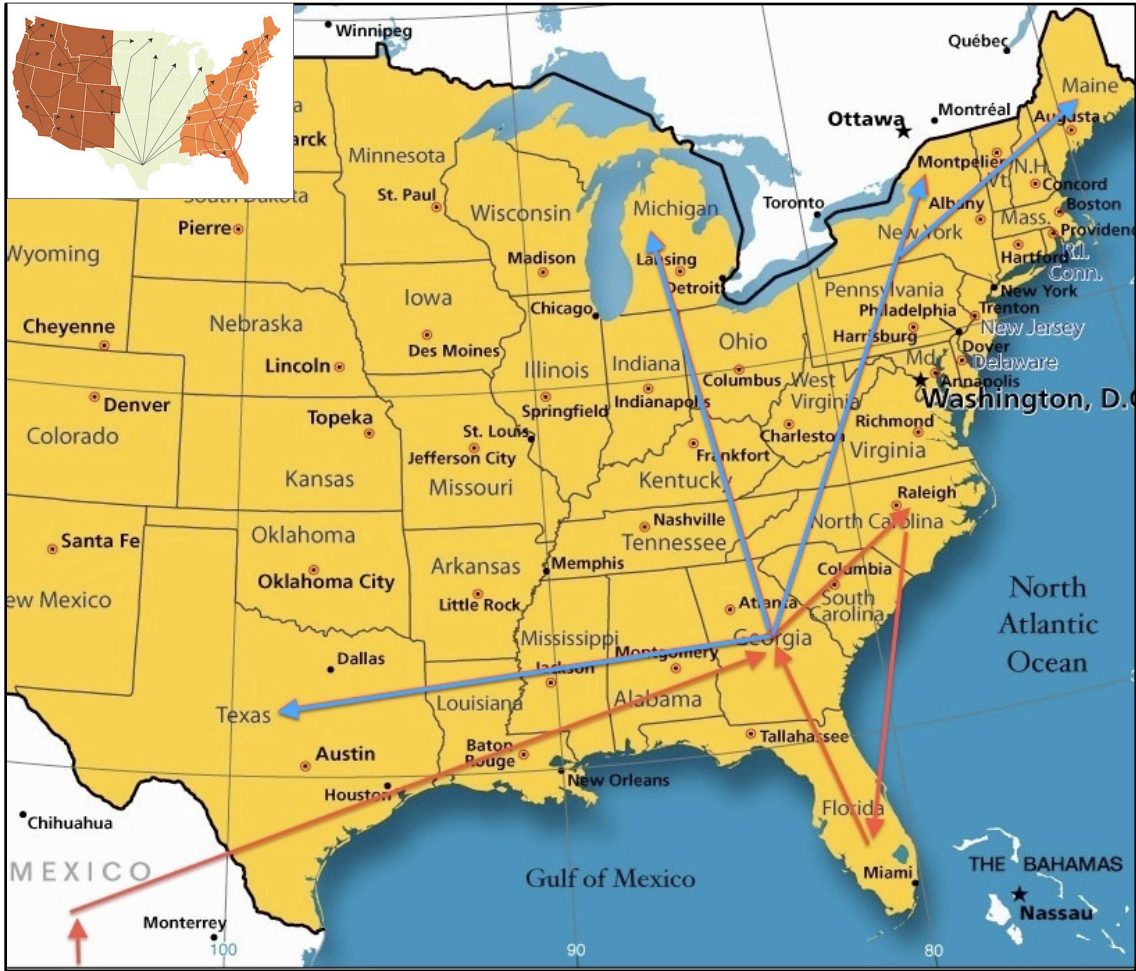 Winnipeg
Québec
Maine
Montréal
Ottawa
Augusta
arck
Minnesota
Montpelier
N.H.
Vt.
South Dakota
St. Paul
Wisconsin
Michigan
Toronto
Concord
Albany
Boston
Pierre
New York
Mass.
Providenc
Wyoming
Madison
Lansing
Hartford
R.I.
Conn.
Detroit
Iowa
Chicago
Pennsylvania
New York
Philadelphia
Trenton
Cheyenne
Nebraska
Des Moines
Ohio
Harrisburg
New Jersey
Dover
Delaware
Lincoln
Illinois
Indiana
Columbus
West
Virginia
Md.
Annapolis
Denver
Springfield
Indianapolis
Washington, D.C
Topeka
Colorado
St. Louis
Jefferson City
Charleston
Richmond
Virginia
Frankfort
Kansas
Missouri
Kentucky
Raleigh
Santa Fe
Oklahoma
Nashville
Tennessee
North Carolina
Oklahoma City
Arkansas
Memphis
Columbia
ew Mexico
Little Rock
Atlanta
South
Carolina
North
Atlantic
Ocean
Mississippi
Georgia
Dallas
Montgomery
Jackson
Texas
Louisiana
Alabama
Austin
Baton
Rouge
Tallahassee
Houston
New Orleans
Chihuahua
Florida
MEXICO
Gulf of Mexico
Miami
THE BAHAMAS
Nassau
Monterrey
100
90
80